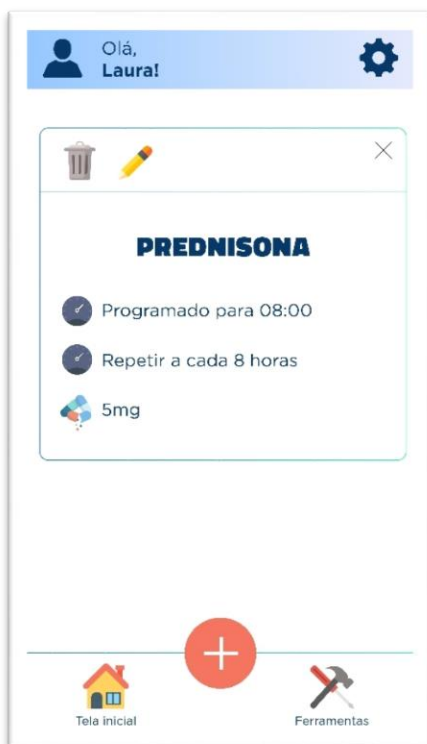 Olá,
Laura!
PREDNISONA
Programado para 08:00
Repetir a cada 8 horas
5mg
Tela inicial
Ferramentas